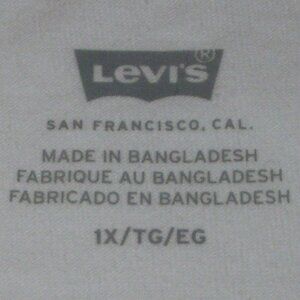 LEVI'S®
SAN FRANCISCO, CAL.
MADE IN BANGLADESH
FABRIQUE AU BANGLADESH
FABRICADO EN BANGLADESH
1X/TG/EG